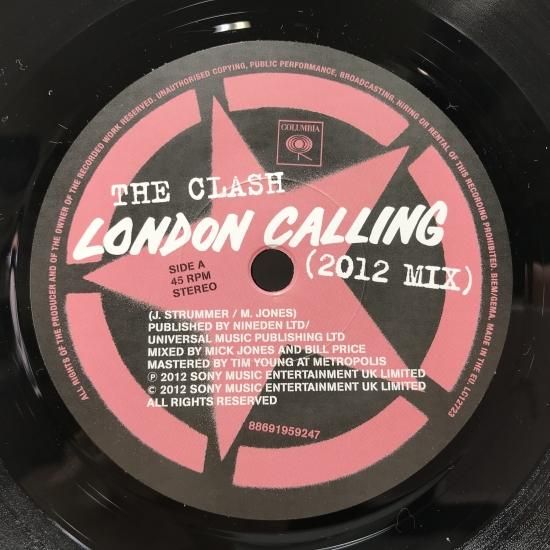 ALL RIGHTS OF THE PRODUCER AND OF THE OWNER OF THE RECORDED WORK RESERVED. UNAUTHORISED COPYING, PUBLIC PERFORMANCE, BROADCASTING, HIRING OR RENTAL OF THIS RECORDING PROHIBITED. BIEM/GEMA. MADE IN THE EU. LC12723
COLUMBIA
THE CLASH
LONDON CALLING
(2012 MIX)
SIDE A
45 RPM
STEREO
(J. STRUMMER / M. JONES)
PUBLISHED BY NINEDEN LTD/
UNIVERSAL MUSIC PUBLISHING LTD
MIXED BY MICK JONES AND BILL PRICE
MASTERED BY TIM YOUNG AT METROPOLIS
℗ 2012 SONY MUSIC ENTERTAINMENT UK LIMITED
© 2012 SONY MUSIC ENTERTAINMENT UK LIMITED
ALL RIGHTS RESERVED
88691959247